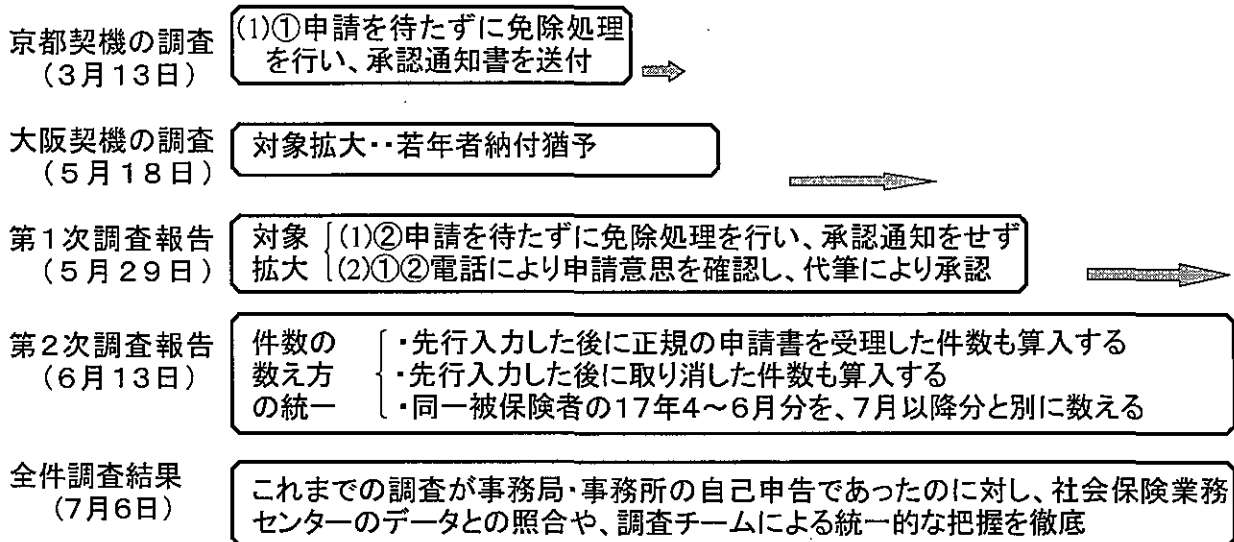 京都契機の調査
(3月13日)
(1)①申請を待たずに免除処理
を行い、承認通知書を送付
大阪契機の調査
(5月18日)
対象拡大・・若年者納付猶予
第1次調査報告
(5月29日)
対象 (1)②申請を待たずに免除処理を行い、承認通知をせず
拡大 (2)①②電話により申請意思を確認し、代筆により承認
第2次調査報告
(6月13日)
件数の ・先行入力した後に正規の申請書を受理した件数も算入する
数え方 ・先行入力した後に取り消した件数も算入する
の統一 ・同一被保険者の17年4～6月分を、7月以降分と別に数える
全件調査結果
(7月6日)
これまでの調査が事務局・事務所の自己申告であったのに対し、社会保険業務
センターのデータとの照合や、調査チームによる統一的な把握を徹底